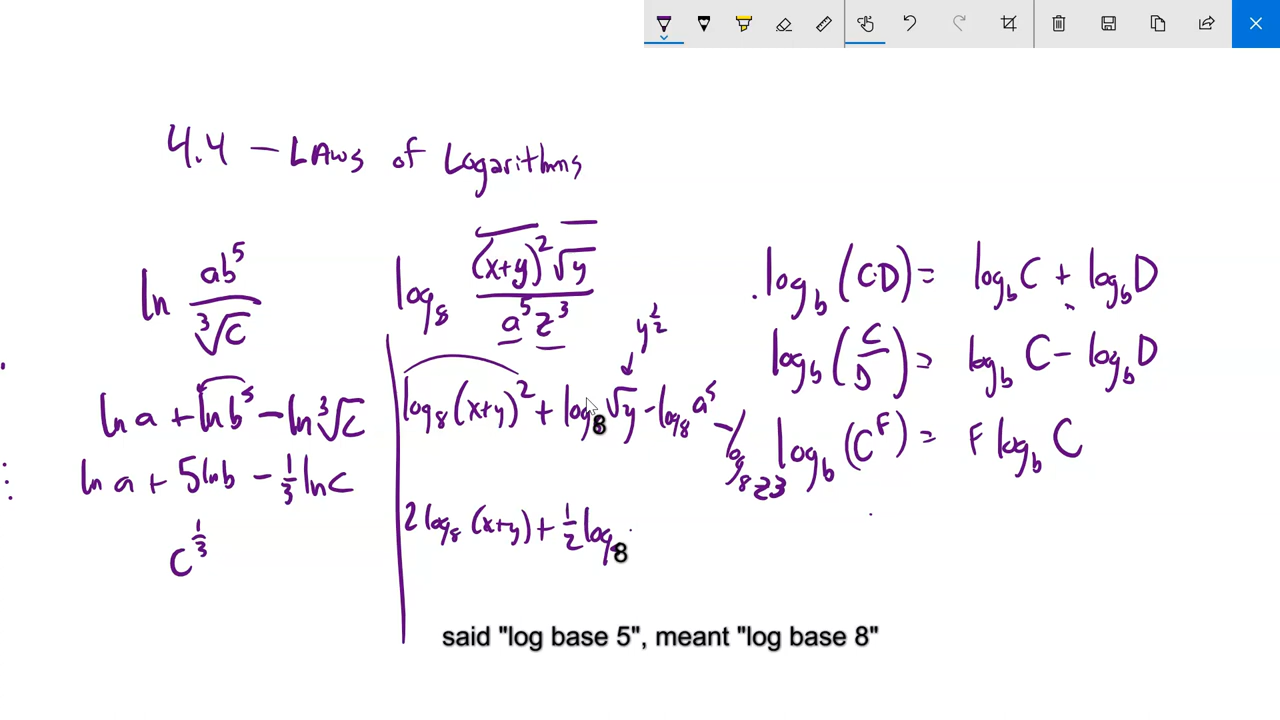 4.4 – LAws of Logarithms
ln ab⁵ / ∛C
ln a + ln b⁵ – ln ∛C
ln a + 5 ln b – 1/3 ln C
C^(1/3)
log₈ (x+y)² √y / a⁵ z³
y^(1/2)
log₈ (x+y)² + log₈ √y – log₈ a⁵ – log₈ z3
2 log₈ (x+y) + 1/2 log₈
log_b (C·D) = log_b C + log_b D
log_b (C/D) = log_b C – log_b D
log_b (C^F) = F log_b C
said "log base 5", meant "log base 8"